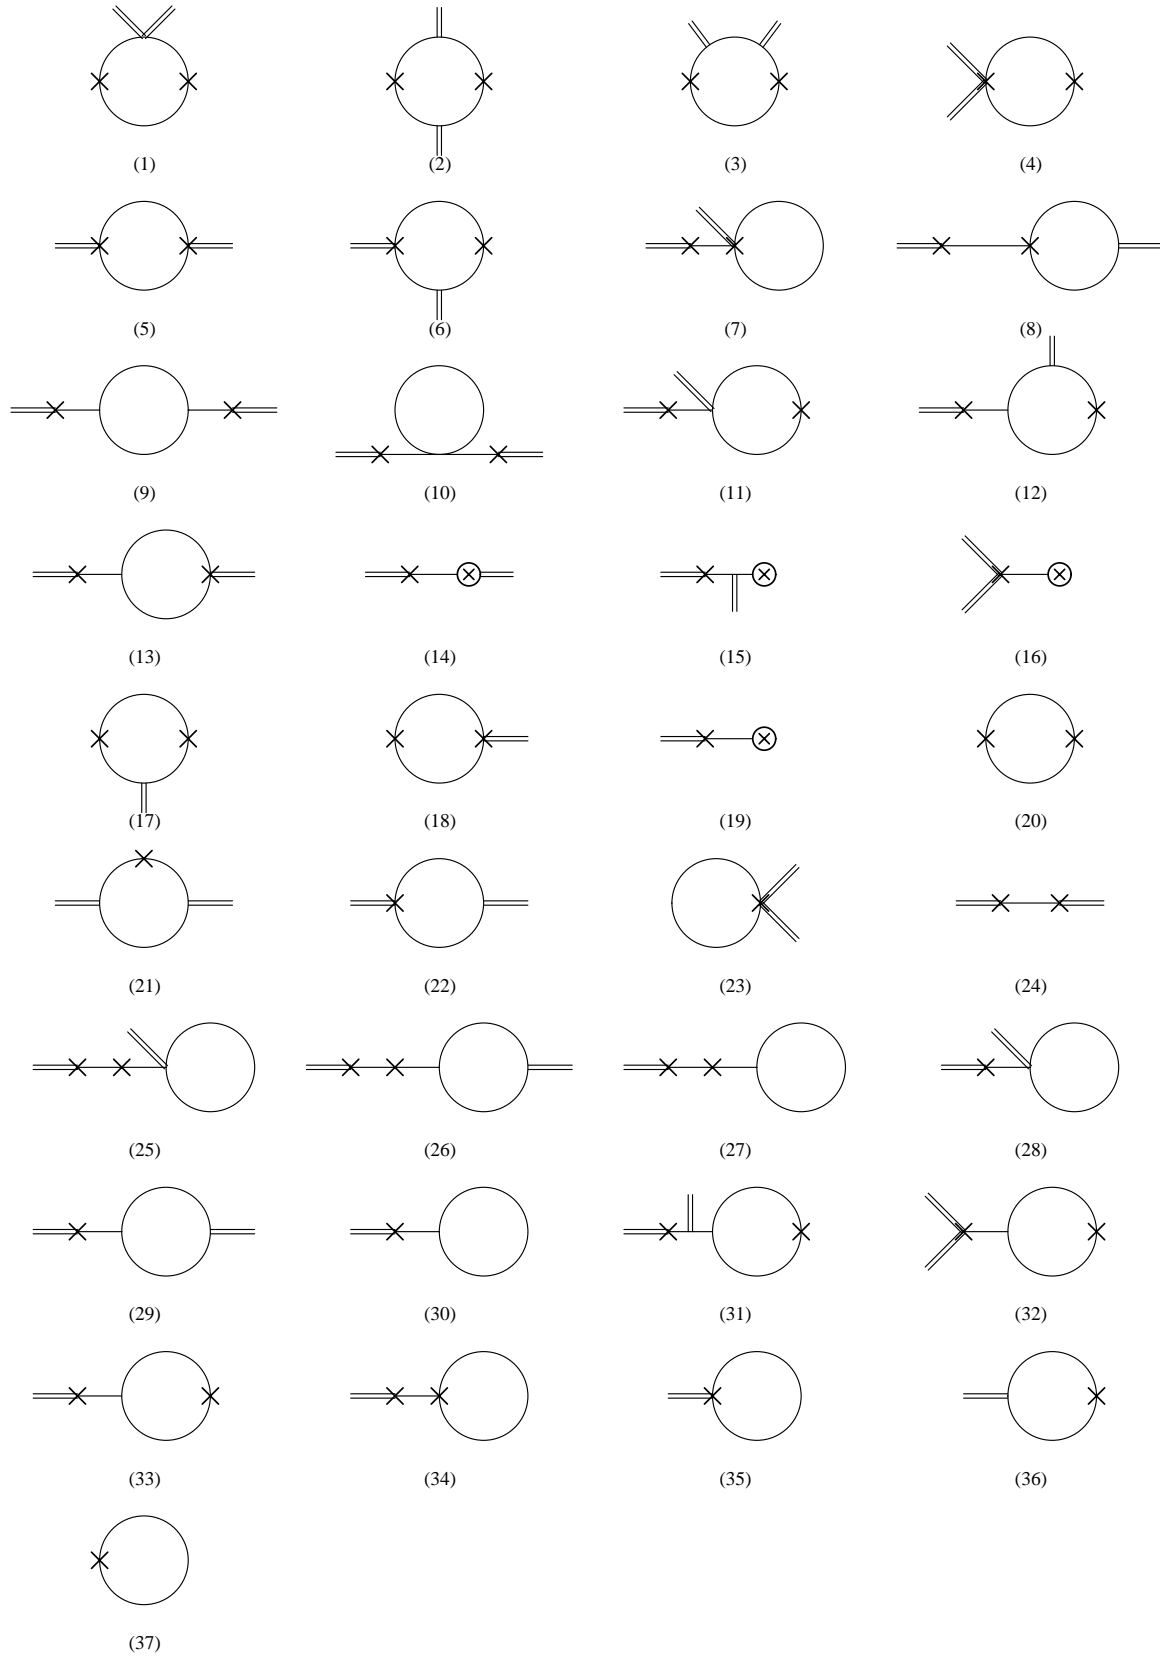 (1) (2) (3) (4)
(5) (6) (7) (8)
(9) (10) (11) (12)
(13) (14) (15) (16)
(17) (18) (19) (20)
(21) (22) (23) (24)
(25) (26) (27) (28)
(29) (30) (31) (32)
(33) (34) (35) (36)
(37)